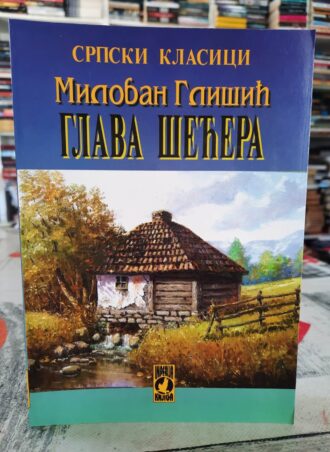 СРПСКИ КЛАСИЦИ
Милован Глишић
ГЛАВА ШЕЋЕРА